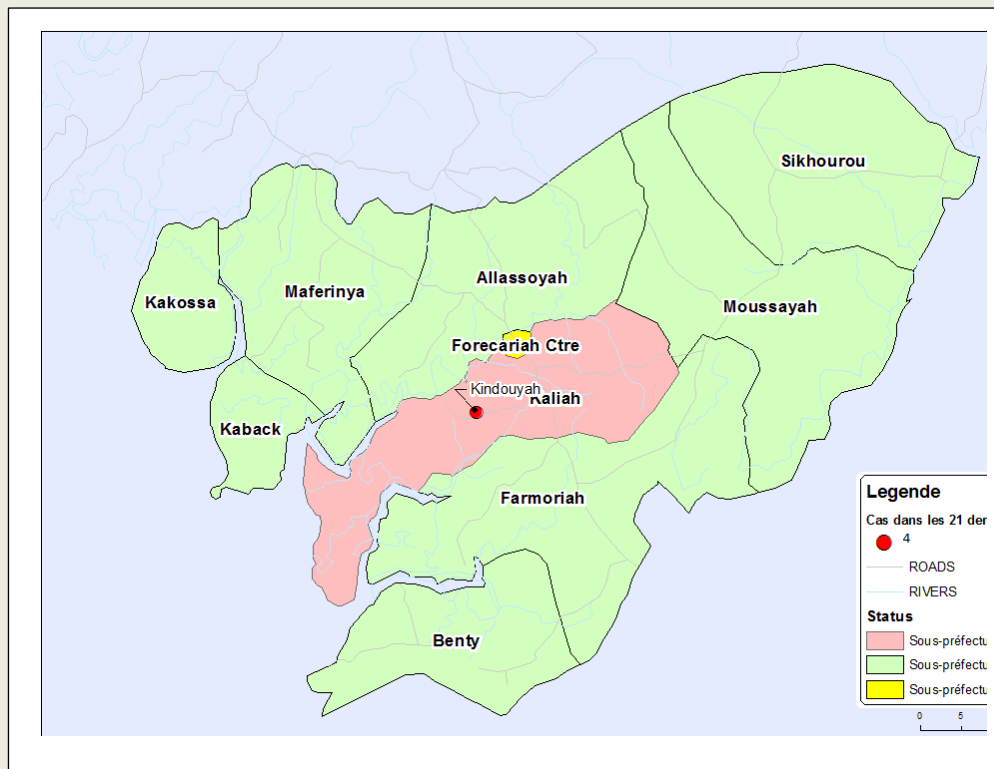 Sikhourou
Allassoyah
Maferinya
Kakossa
Moussayah
Forecariah Ctre
Kindouyah
Kaliah
Kaback
Farmoriah
Benty
Legende
Cas dans les 21 der
4
ROADS
RIVERS
Status
Sous-préfectu
Sous-préfectu
Sous-préfectu
0 5